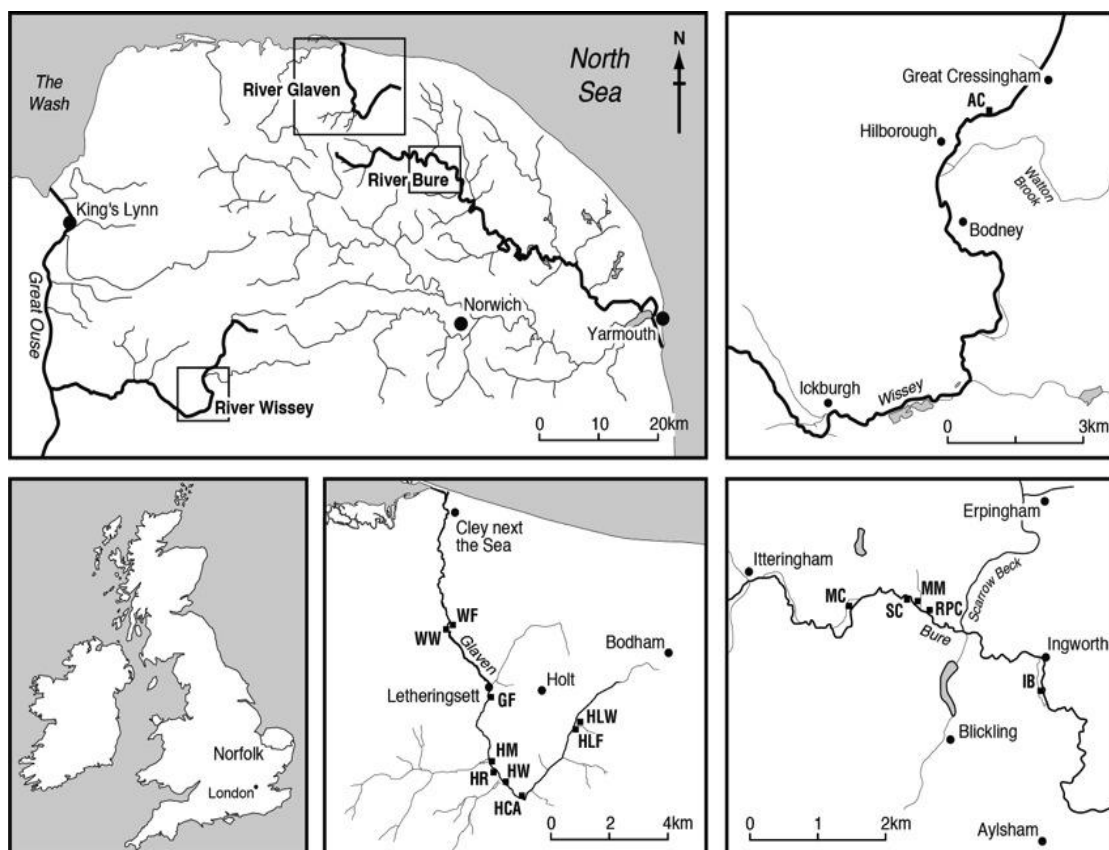 The
Wash
River Glaven
North
Sea
N
River Bure
King's Lynn
Great Ouse
Norwich
Yarmouth
River Wissey
0 10 20km
Great Cressingham
AC
Hilborough
Watton
Brook
Bodney
Ickburgh
Wissey
0 3km
Norfolk
London
Cley next
the Sea
WF
WW
Glaven
Bodham
Letheringsett
Holt
GF
HLW
HLF
HM
HR
HW
HCA
0 2 4km
Erpingham
Itteringham
Scarrow Beck
MC
SC
MM
RPC
Bure
Ingworth
IB
Blickling
0 1 2km
Aylsham